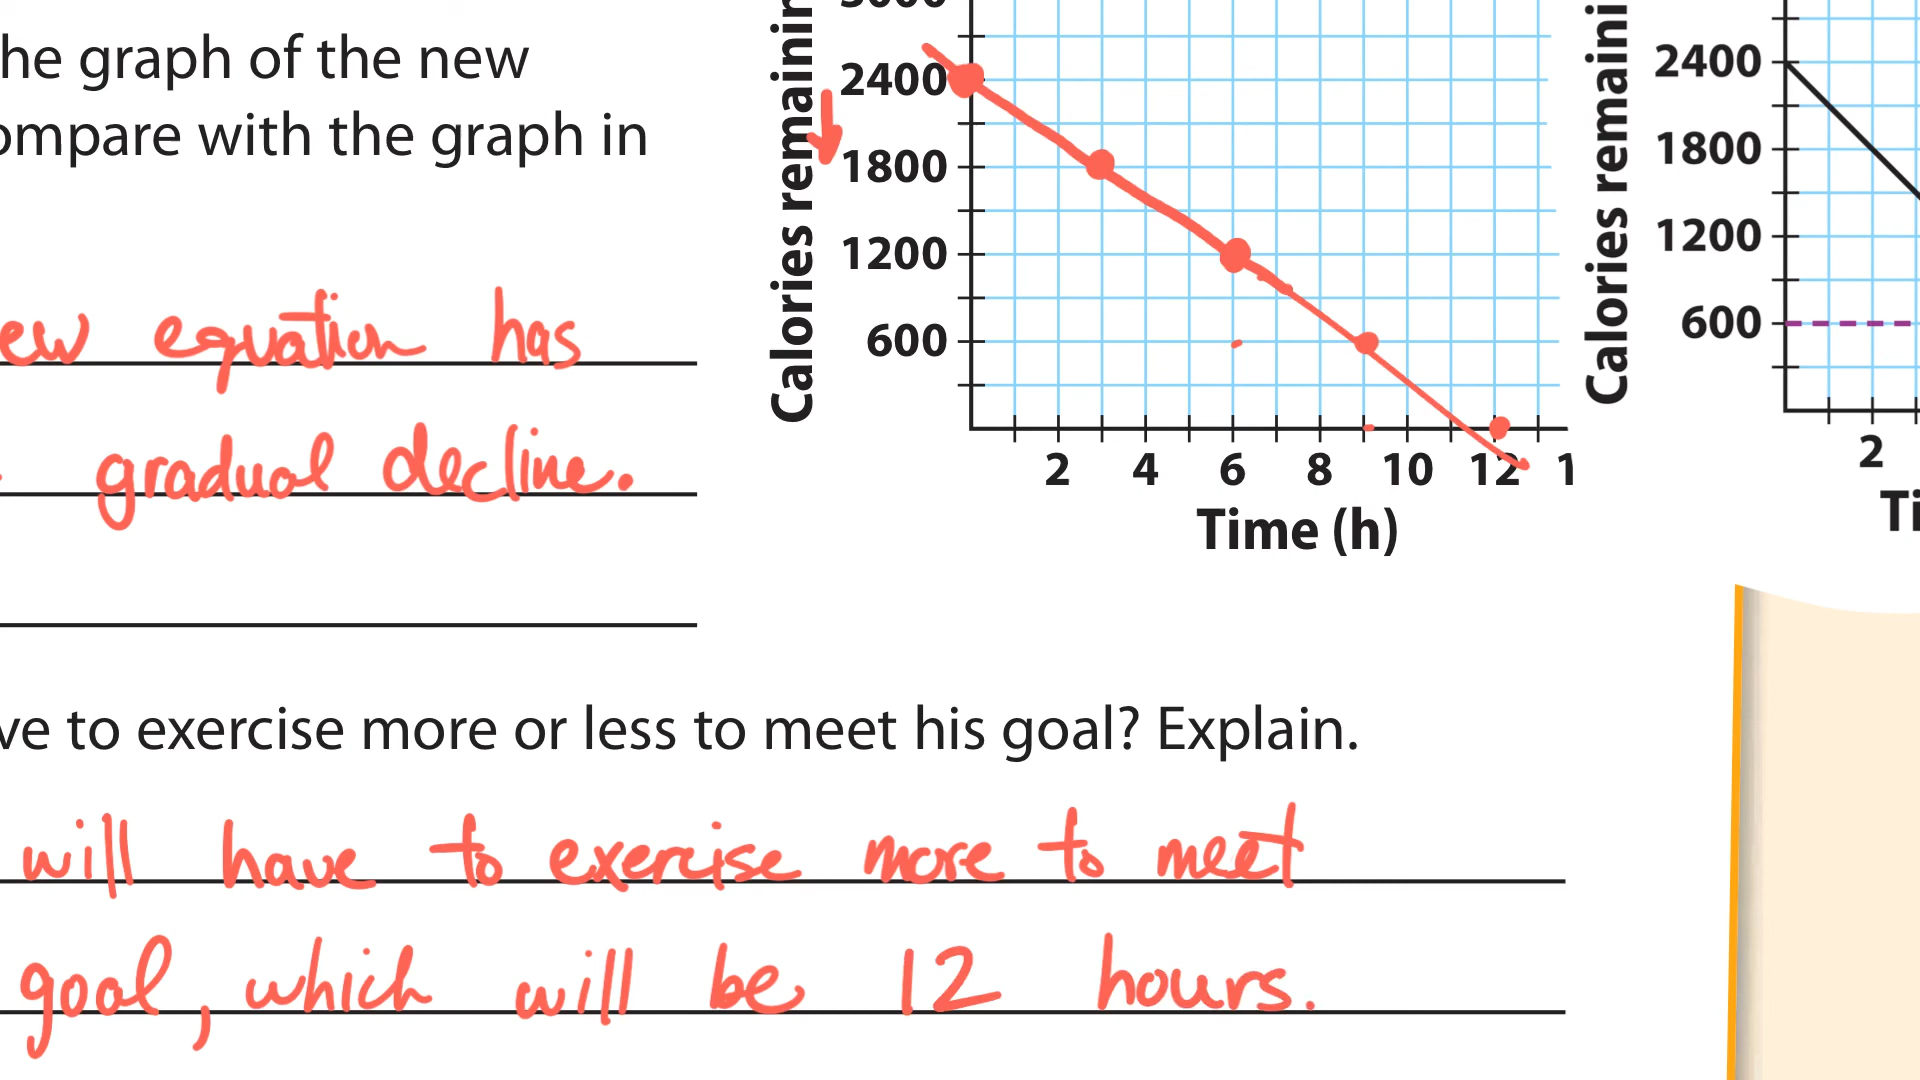 he graph of the new
ompare with the graph in
ew equation has
gradual decline.
ve to exercise more or less to meet his goal? Explain.
will have to exercise more to meet
goal, which will be 12 hours.
Calories remainin
3000
2400
1800
1200
600
2 4 6 8 10 12 1
Time (h)
Calories remaini
2400
1800
1200
600
2
Ti